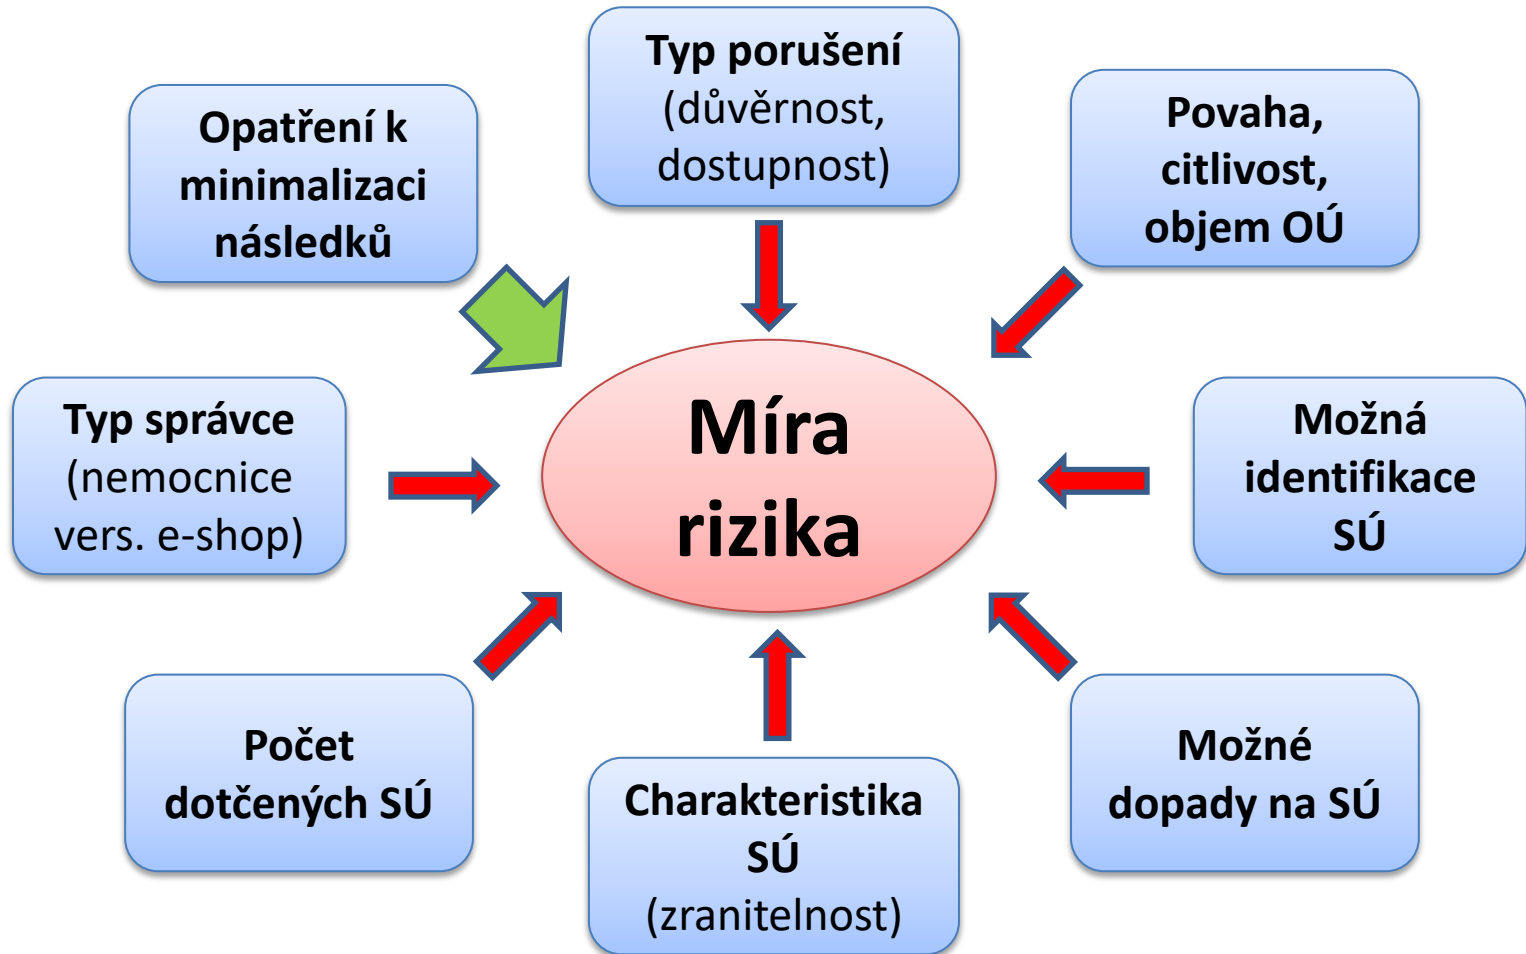 Typ porušení
(důvěrnost,
dostupnost)
Opatření k
minimalizaci
následků
Povaha,
citlivost,
objem OÚ
Typ správce
(nemocnice
vers. e-shop)
Míra
rizika
Možná
identifikace
SÚ
Počet
dotčených SÚ
Charakteristika
SÚ
(zranitelnost)
Možné
dopady na SÚ